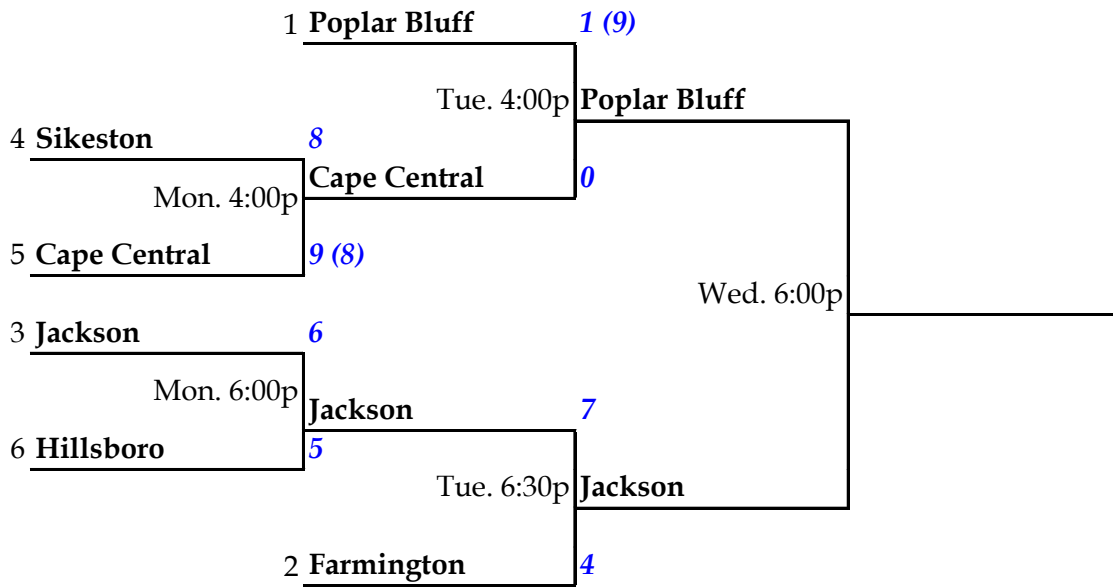 1 Poplar Bluff 1 (9)
Tue. 4:00p Poplar Bluff
4 Sikeston 8
Cape Central 0
Mon. 4:00p
5 Cape Central 9 (8)
Wed. 6:00p
3 Jackson 6
Mon. 6:00p
Jackson 7
6 Hillsboro 5
Tue. 6:30p Jackson
2 Farmington 4